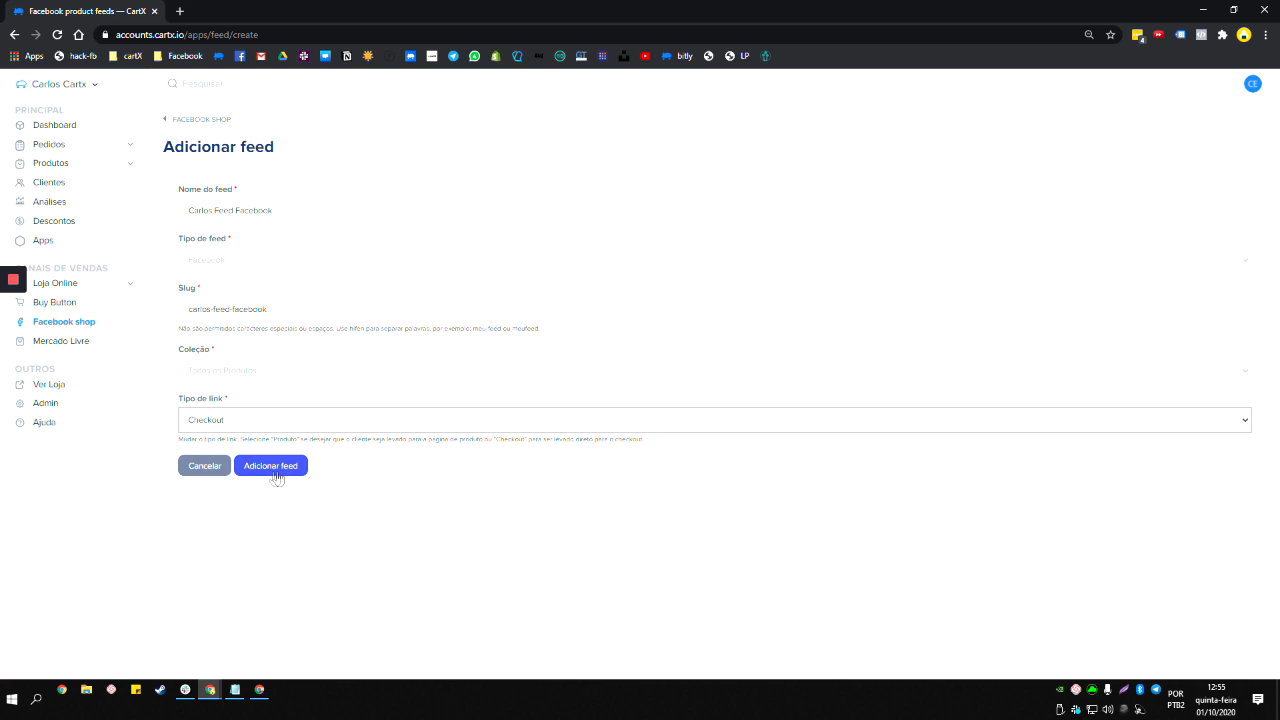 Facebook product feeds — CartX
accounts.cartx.io/apps/feed/create
Apps
hack-fb
cartX
Facebook
bitly
LP
Carlos Cartx
Pesquisar
CE
PRINCIPAL
Dashboard
Pedidos
Produtos
Clientes
Análises
Descontos
Apps
NAIS DE VENDAS
Loja Online
Buy Button
Facebook shop
Mercado Livre
OUTROS
Ver Loja
Admin
Ajuda
FACEBOOK SHOP
Adicionar feed
Nome do feed *
Carlos Feed Facebook
Tipo de feed *
Facebook
Slug *
carlos-feed-facebook
Não são permitidos caracteres especiais ou espaços. Use hífen para separar palavras, por exemplo: meu-feed ou meufeed.
Coleção *
Todos os Produtos
Tipo de link *
Checkout
Mudar o tipo de link. Selecione "Produto" se desejar que o cliente seja levado para a pagina de produto ou "Checkout" para ser levado direto para o checkout
Cancelar
Adicionar feed
POR
PTB2
12:55
quinta-feira
01/10/2020